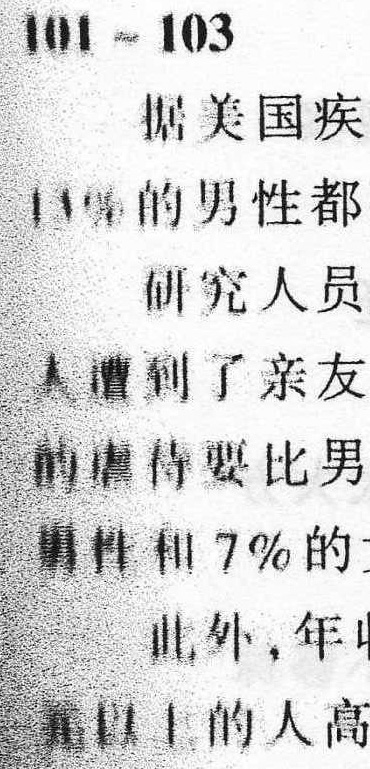 101 ~ 103
据美国疾
的男性都
研究人员
人遭到了亲友
的虐待要比男
男性和7%的
此外,年收
元以上的人高